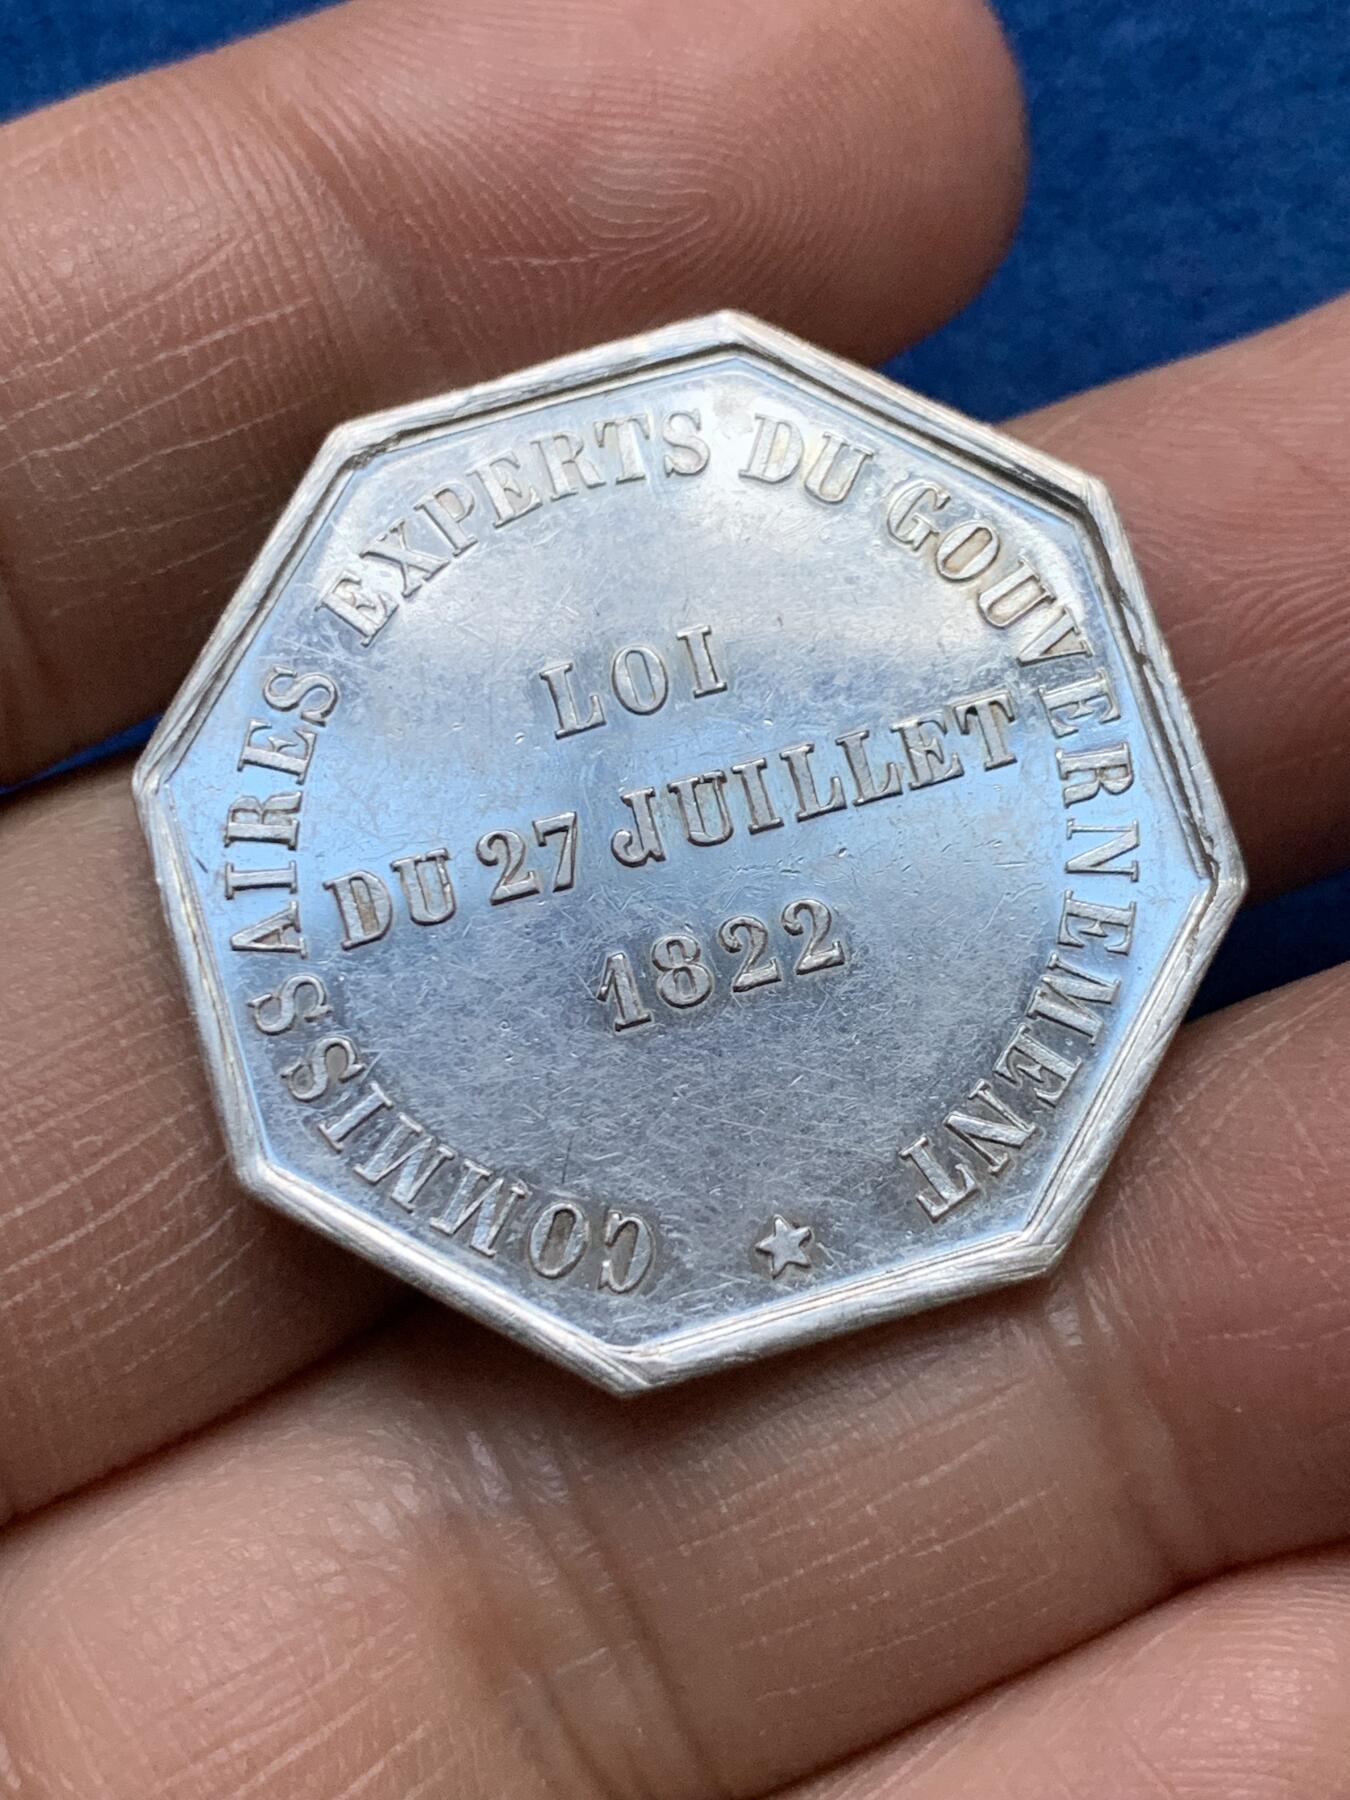 COMMISSAIRES EXPERTS DU GOUVERNEMENT
LOI
DU 27 JUILLET
1822